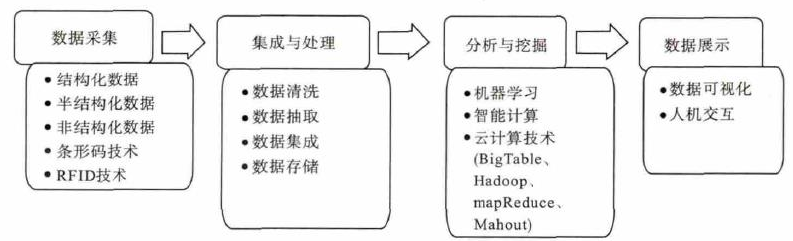 数据采集
• 结构化数据
• 半结构化数据
• 非结构化数据
• 条形码技术
• RFID技术
集成与处理
• 数据清洗
• 数据抽取
• 数据集成
• 数据存储
分析与挖掘
• 机器学习
• 智能计算
• 云计算技术
(BigTable、
Hadoop、
mapReduce、
Mahout)
数据展示
• 数据可视化
• 人机交互